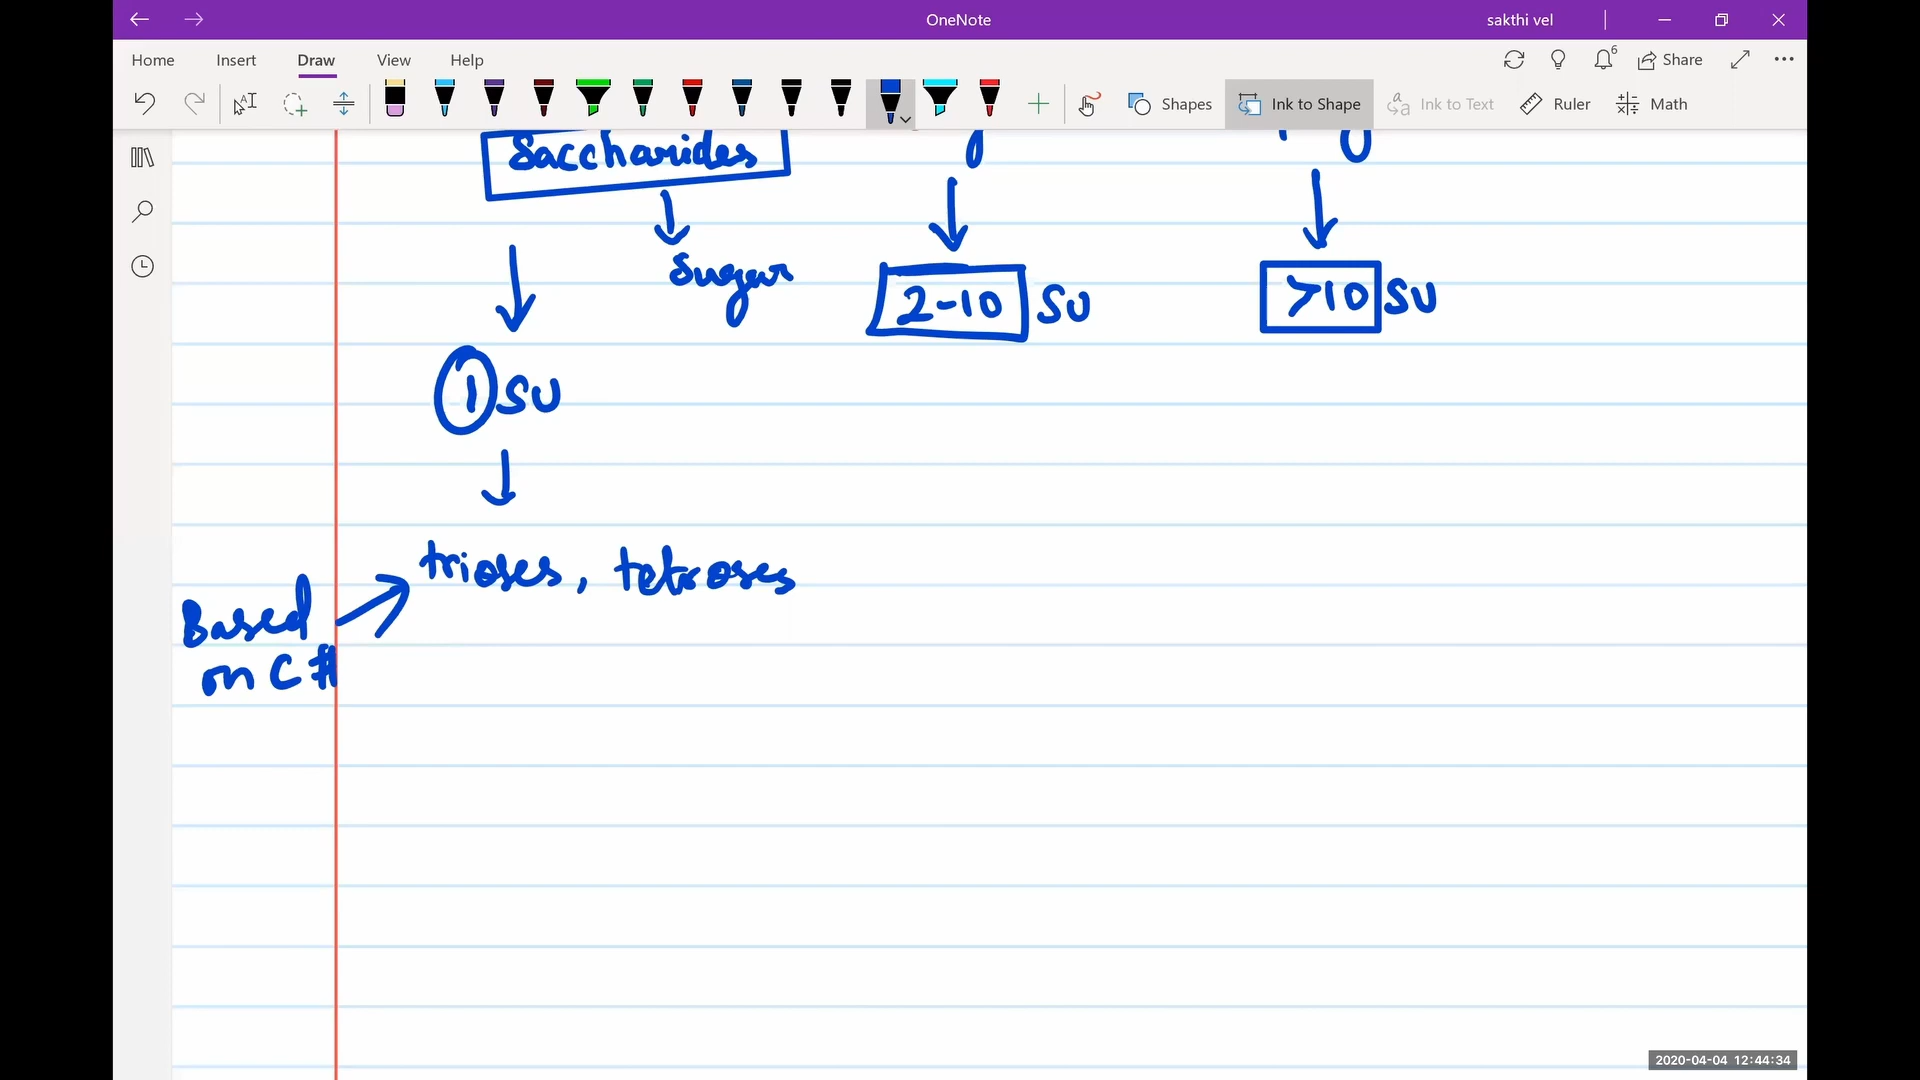 OneNote
sakthi vel
Home Insert Draw View Help
6
Share
Shapes
Ink to Shape
Ink to Text
Ruler
Math
Saccharides
Sugar
2-10 SU
>10 SU
1 SU
trioses, tetroses
Based
on C #
2020-04-04 12:44:34